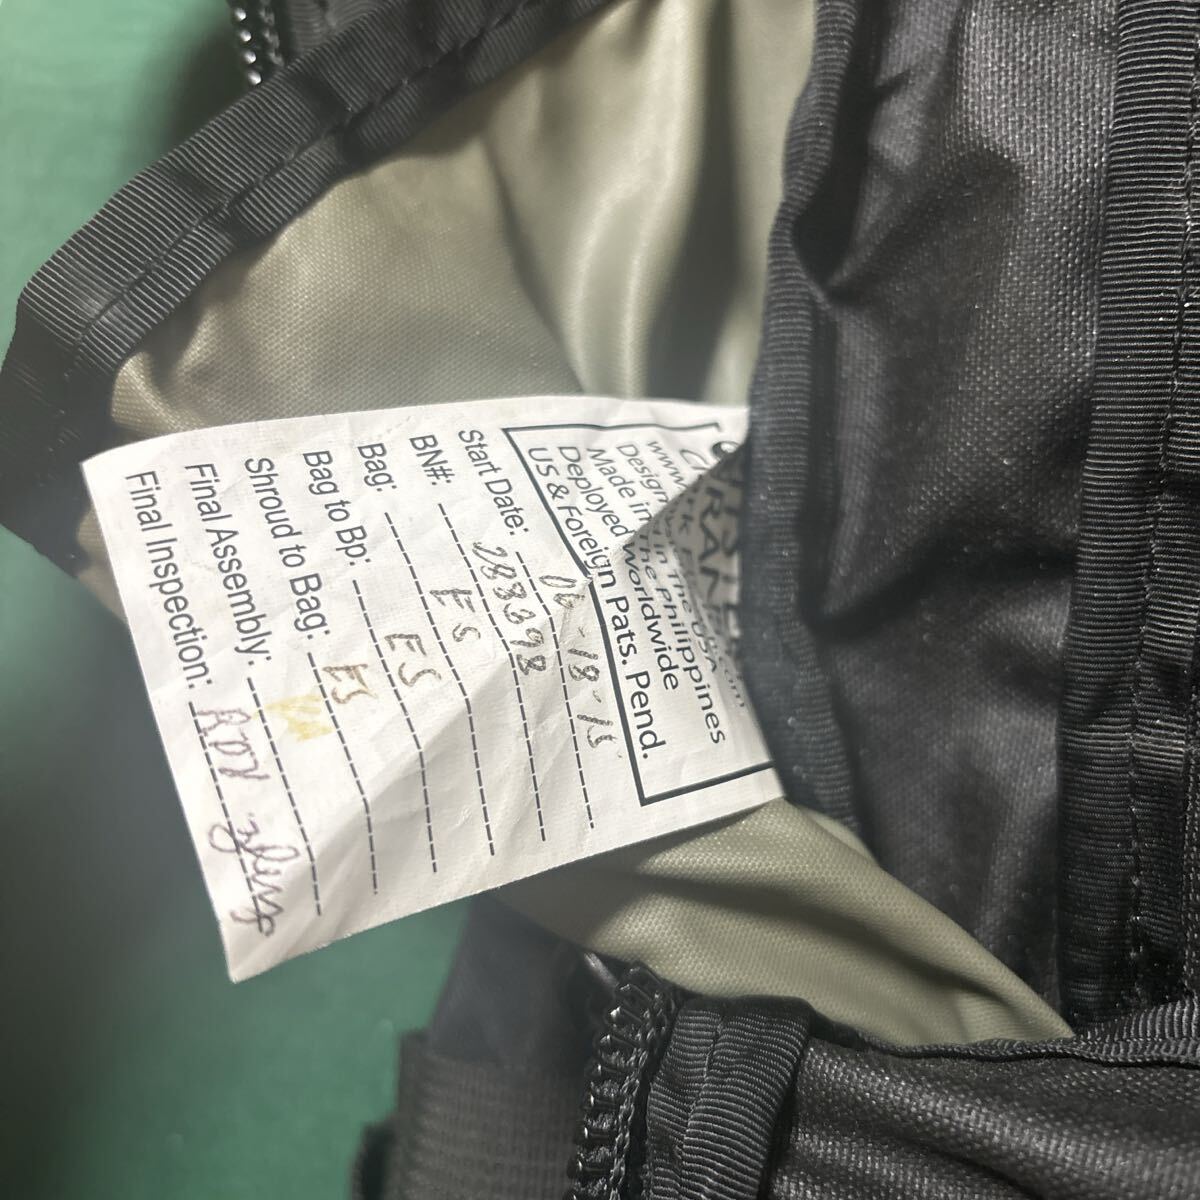 Designed in The USA
Made in The Philippines
Deployed Worldwide
US & Foreign Pats. Pend.
Start Date: 06-18-15
BN#: 288398
Bag: ES
Bag to Bp: ES
Shroud to Bag: ES
Final Assembly:
Final Inspection: